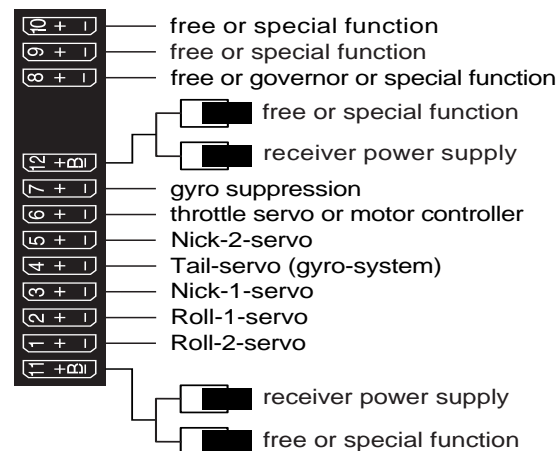 10 + – free or special function
9 + – free or special function
8 + – free or governor or special function
free or special function
12 +B) receiver power supply
7 + – gyro suppression
6 + – throttle servo or motor controller
5 + – Nick-2-servo
4 + – Tail-servo (gyro-system)
3 + – Nick-1-servo
2 + – Roll-1-servo
1 + – Roll-2-servo
11 +B)
receiver power supply
free or special function